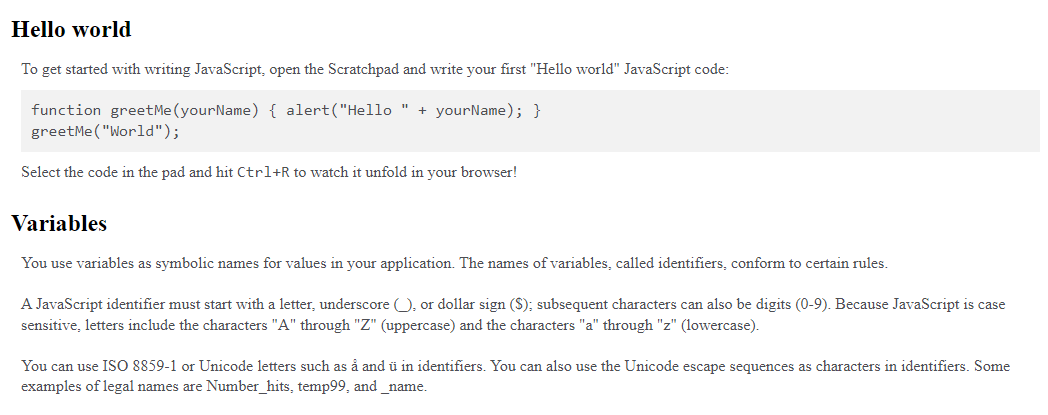 Hello world
To get started with writing JavaScript, open the Scratchpad and write your first "Hello world" JavaScript code:
function greetMe(yourName) { alert("Hello " + yourName); }
greetMe("World");
Select the code in the pad and hit Ctrl+R to watch it unfold in your browser!
Variables
You use variables as symbolic names for values in your application. The names of variables, called identifiers, conform to certain rules.
A JavaScript identifier must start with a letter, underscore (_), or dollar sign ($); subsequent characters can also be digits (0-9). Because JavaScript is case
sensitive, letters include the characters "A" through "Z" (uppercase) and the characters "a" through "z" (lowercase).
You can use ISO 8859-1 or Unicode letters such as å and ü in identifiers. You can also use the Unicode escape sequences as characters in identifiers. Some
examples of legal names are Number_hits, temp99, and _name.